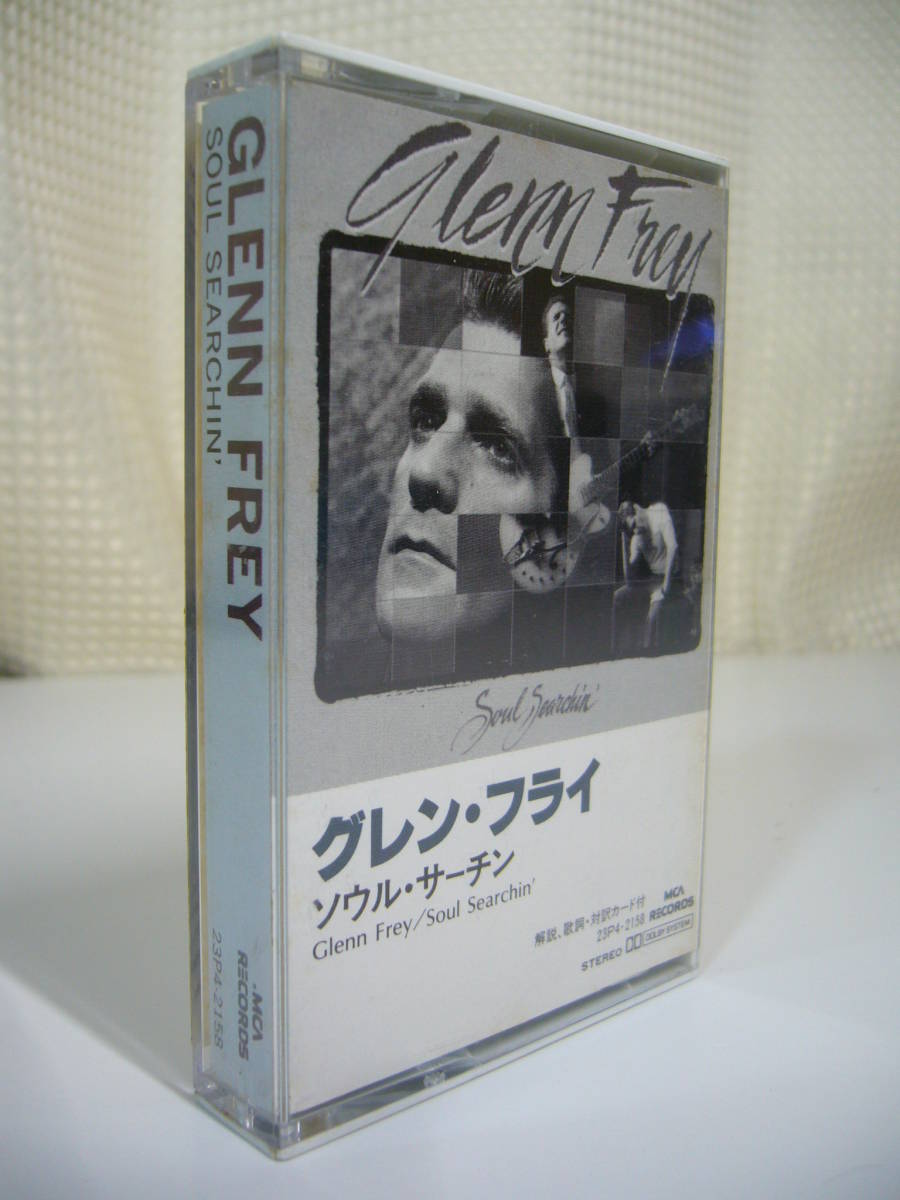 GLENN FREY
SOUL SEARCHIN'
MCA
RECORDS
23P4-2158
Glenn Frey
Soul Searchin'
グレン・フライ
ソウル・サーチン
Glenn Frey/Soul Searchin'
解説、歌詞・対訳カード付
23P4-2158
MCA
RECORDS
STEREO DOLBY SYSTEM